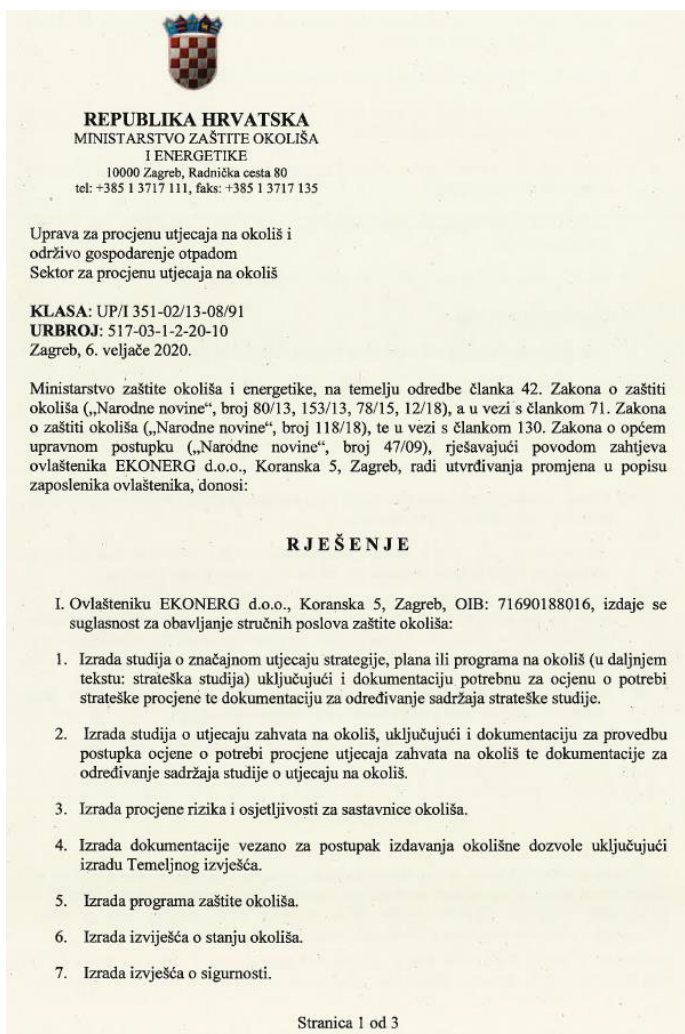 REPUBLIKA HRVATSKA
MINISTARSTVO ZAŠTITE OKOLIŠA
I ENERGETIKE
10000 Zagreb, Radnička cesta 80
tel: +385 1 3717 111, faks: +385 1 3717 135
Uprava za procjenu utjecaja na okoliš i
održivo gospodarenje otpadom
Sektor za procjenu utjecaja na okoliš
KLASA: UP/I 351-02/13-08/91
URBROJ: 517-03-1-2-20-10
Zagreb, 6. veljače 2020.
Ministarstvo zaštite okoliša i energetike, na temelju odredbe članka 42. Zakona o zaštiti
okoliša („Narodne novine“, broj 80/13, 153/13, 78/15, 12/18), a u vezi s člankom 71. Zakona
o zaštiti okoliša („Narodne novine“, broj 118/18), te u vezi s člankom 130. Zakona o općem
upravnom postupku („Narodne novine“, broj 47/09), rješavajući povodom zahtjeva
ovlaštenika EKONERG d.o.o., Koranska 5, Zagreb, radi utvrđivanja promjena u popisu
zaposlenika ovlaštenika, donosi:
RJEŠENJE
I. Ovlašteniku EKONERG d.o.o., Koranska 5, Zagreb, OIB: 71690188016, izdaje se
suglasnost za obavljanje stručnih poslova zaštite okoliša:
1. Izrada studija o značajnom utjecaju strategije, plana ili programa na okoliš (u daljnjem
tekstu: strateška studija) uključujući i dokumentaciju potrebnu za ocjenu o potrebi
strateške procjene te dokumentaciju za određivanje sadržaja strateške studije.
2. Izrada studija o utjecaju zahvata na okoliš, uključujući i dokumentaciju za provedbu
postupka ocjene o potrebi procjene utjecaja zahvata na okoliš te dokumentacije za
određivanje sadržaja studije o utjecaju na okoliš.
3. Izrada procjene rizika i osjetljivosti za sastavnice okoliša.
4. Izrada dokumentacije vezano za postupak izdavanja okolišne dozvole uključujući
izradu Temeljnog izvješća.
5. Izrada programa zaštite okoliša.
6. Izrada izviješća o stanju okoliša.
7. Izrada izvješća o sigurnosti.
Stranica 1 od 3